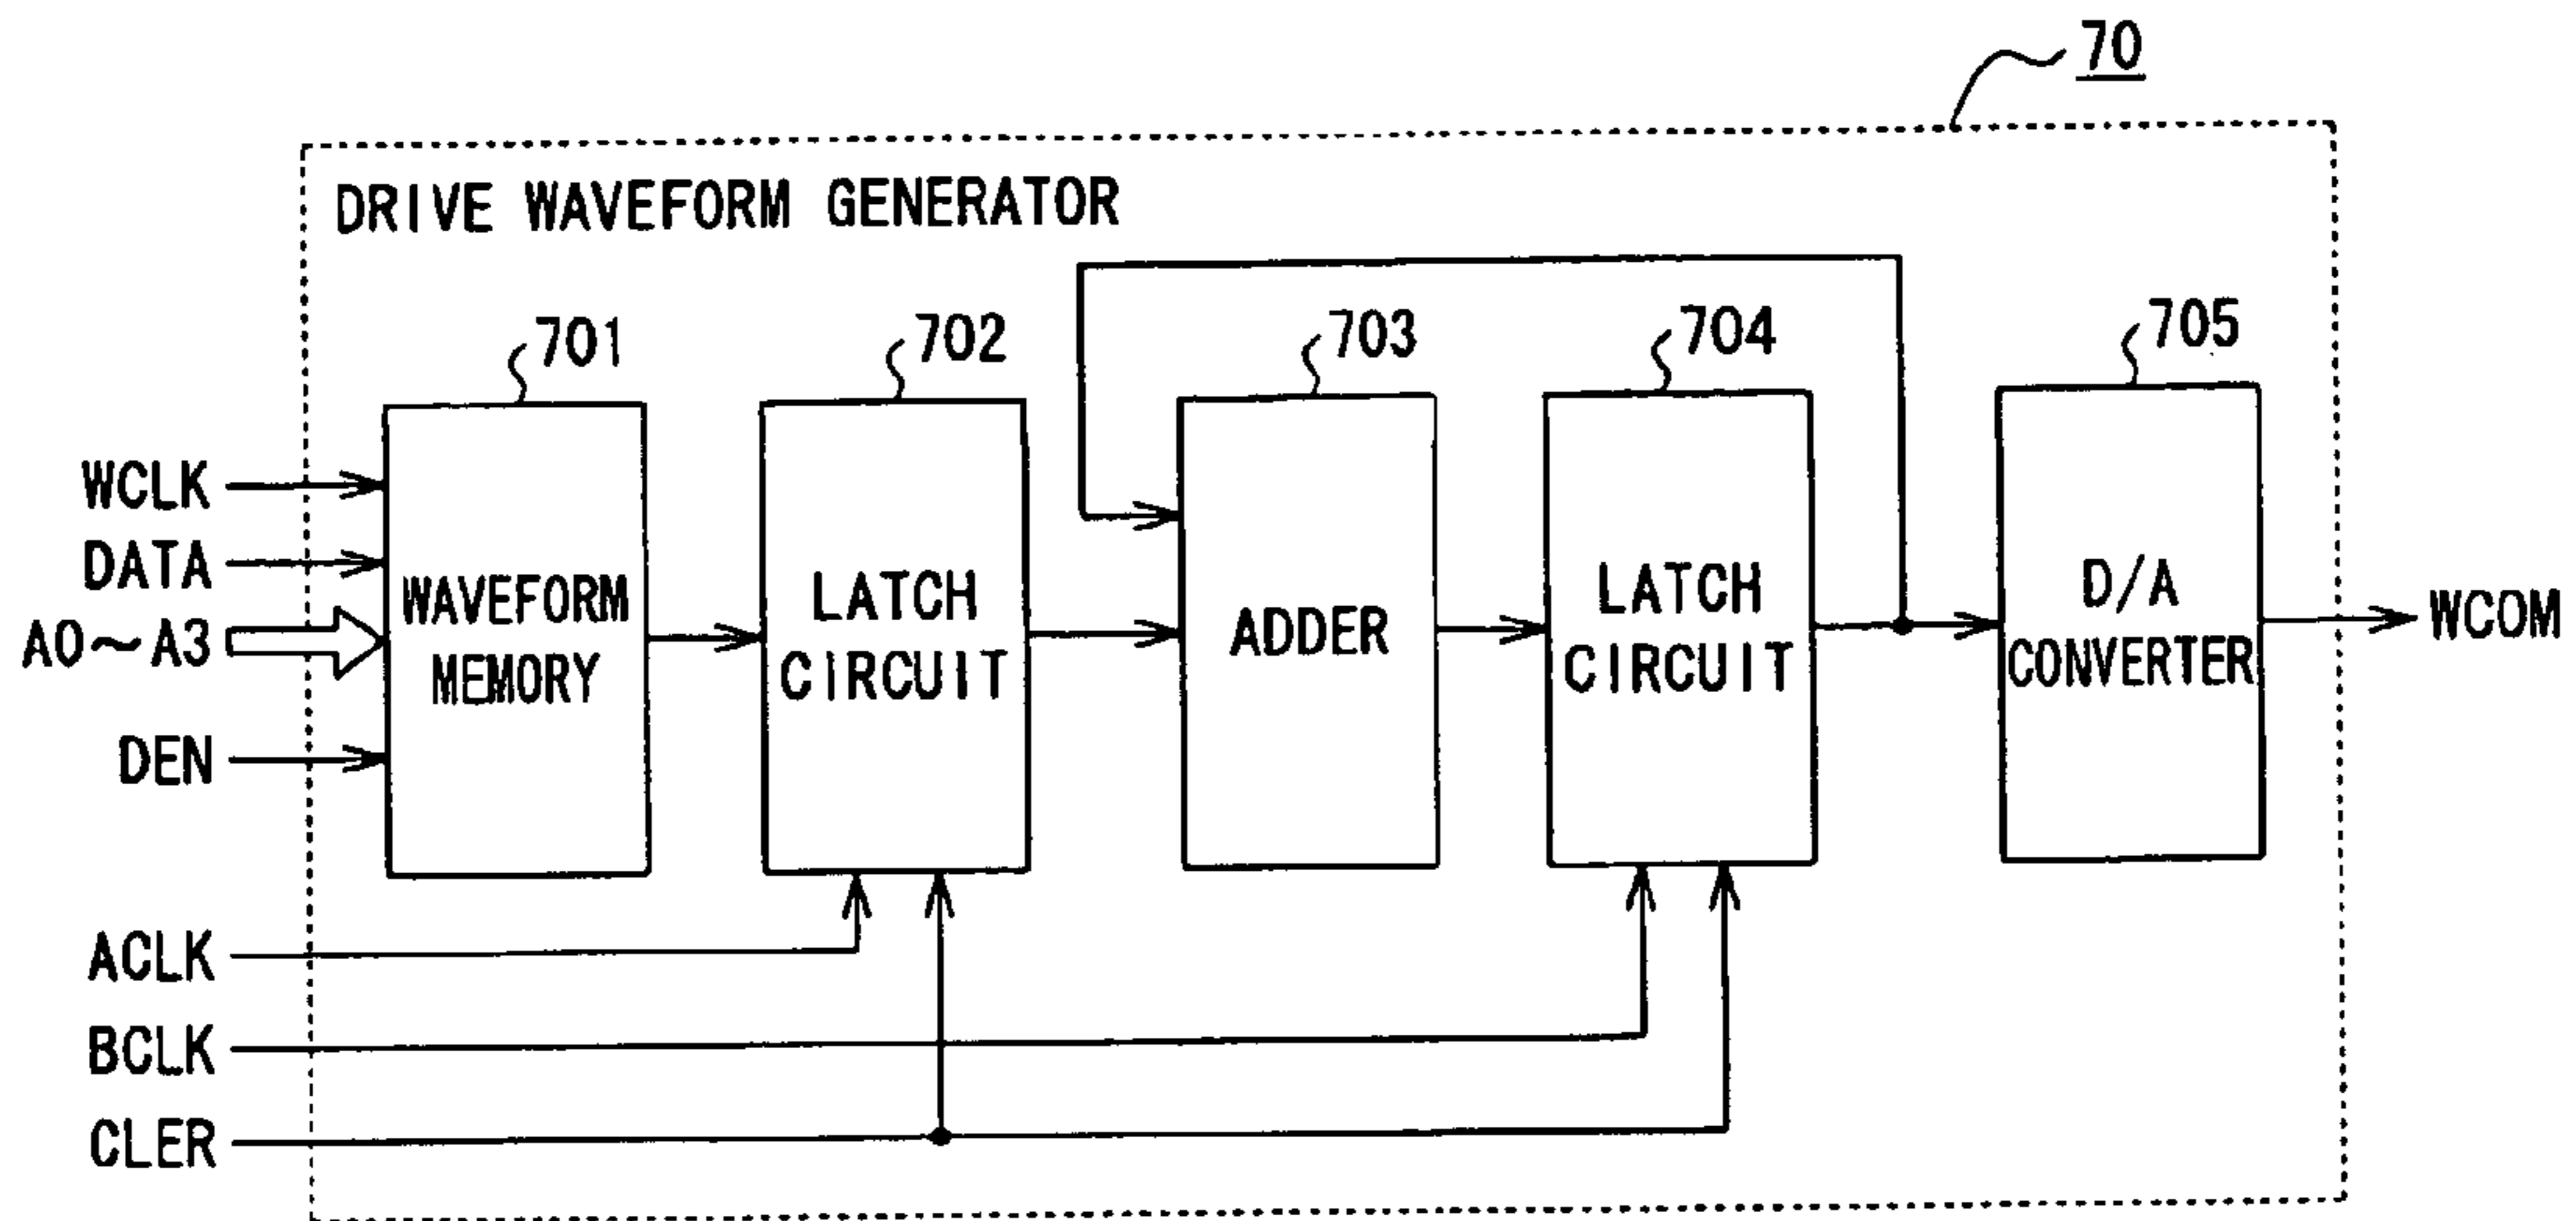 70
DRIVE WAVEFORM GENERATOR
701
702
703
704
705
WCLK
DATA
A0~A3
DEN
WAVEFORM
MEMORY
LATCH
CIRCUIT
ADDER
LATCH
CIRCUIT
D/A
CONVERTER
WCOM
ACLK
BCLK
CLER